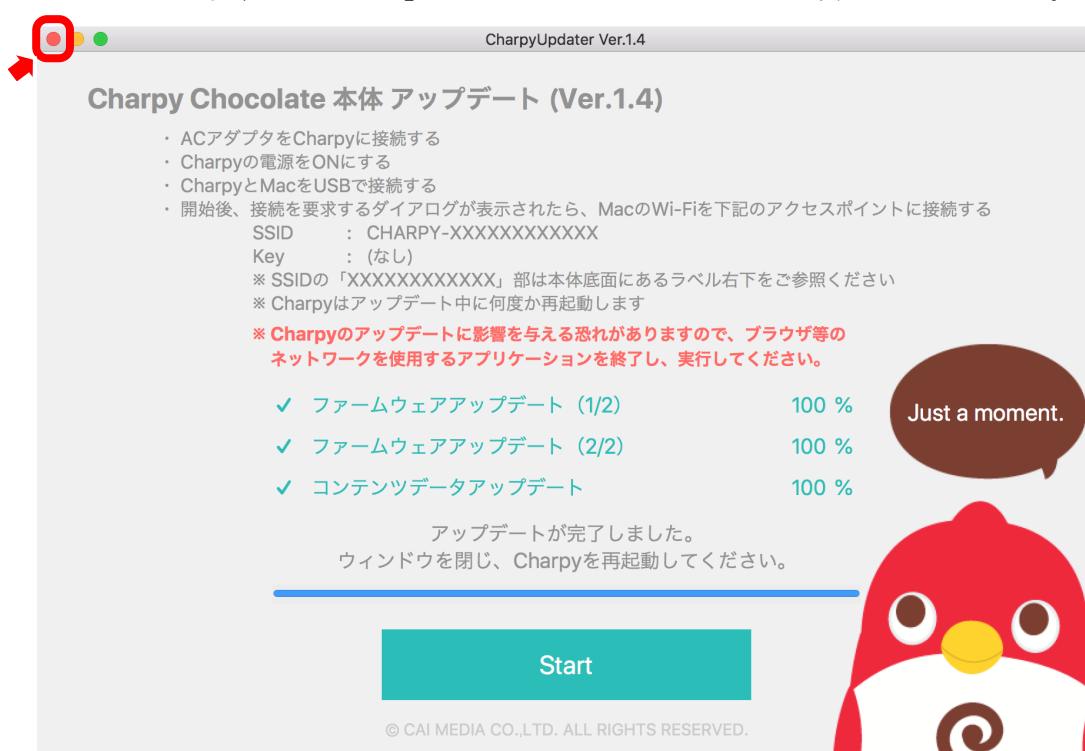 CharpyUpdater Ver.1.4
Charpy Chocolate 本体 アップデート (Ver.1.4)
・ ACアダプタをCharpyに接続する
・ Charpyの電源をONにする
・ CharpyとMacをUSBで接続する
・ 開始後、接続を要求するダイアログが表示されたら、MacのWi-Fiを下記のアクセスポイントに接続する
SSID : CHARPY-XXXXXXXXXXXX
Key : (なし)
※ SSIDの「XXXXXXXXXXXX」部は本体底面にあるラベル右下をご参照ください
※ Charpyはアップデート中に何度か再起動します
※ Charpyのアップデートに影響を与える恐れがありますので、ブラウザ等の
ネットワークを使用するアプリケーションを終了し、実行してください。
✓ ファームウェアアップデート（1/2） 100 %
✓ ファームウェアアップデート（2/2） 100 %
✓ コンテンツデータアップデート 100 %
Just a moment.
アップデートが完了しました。
ウィンドウを閉じ、Charpyを再起動してください。
Start
© CAI MEDIA CO.,LTD. ALL RIGHTS RESERVED.